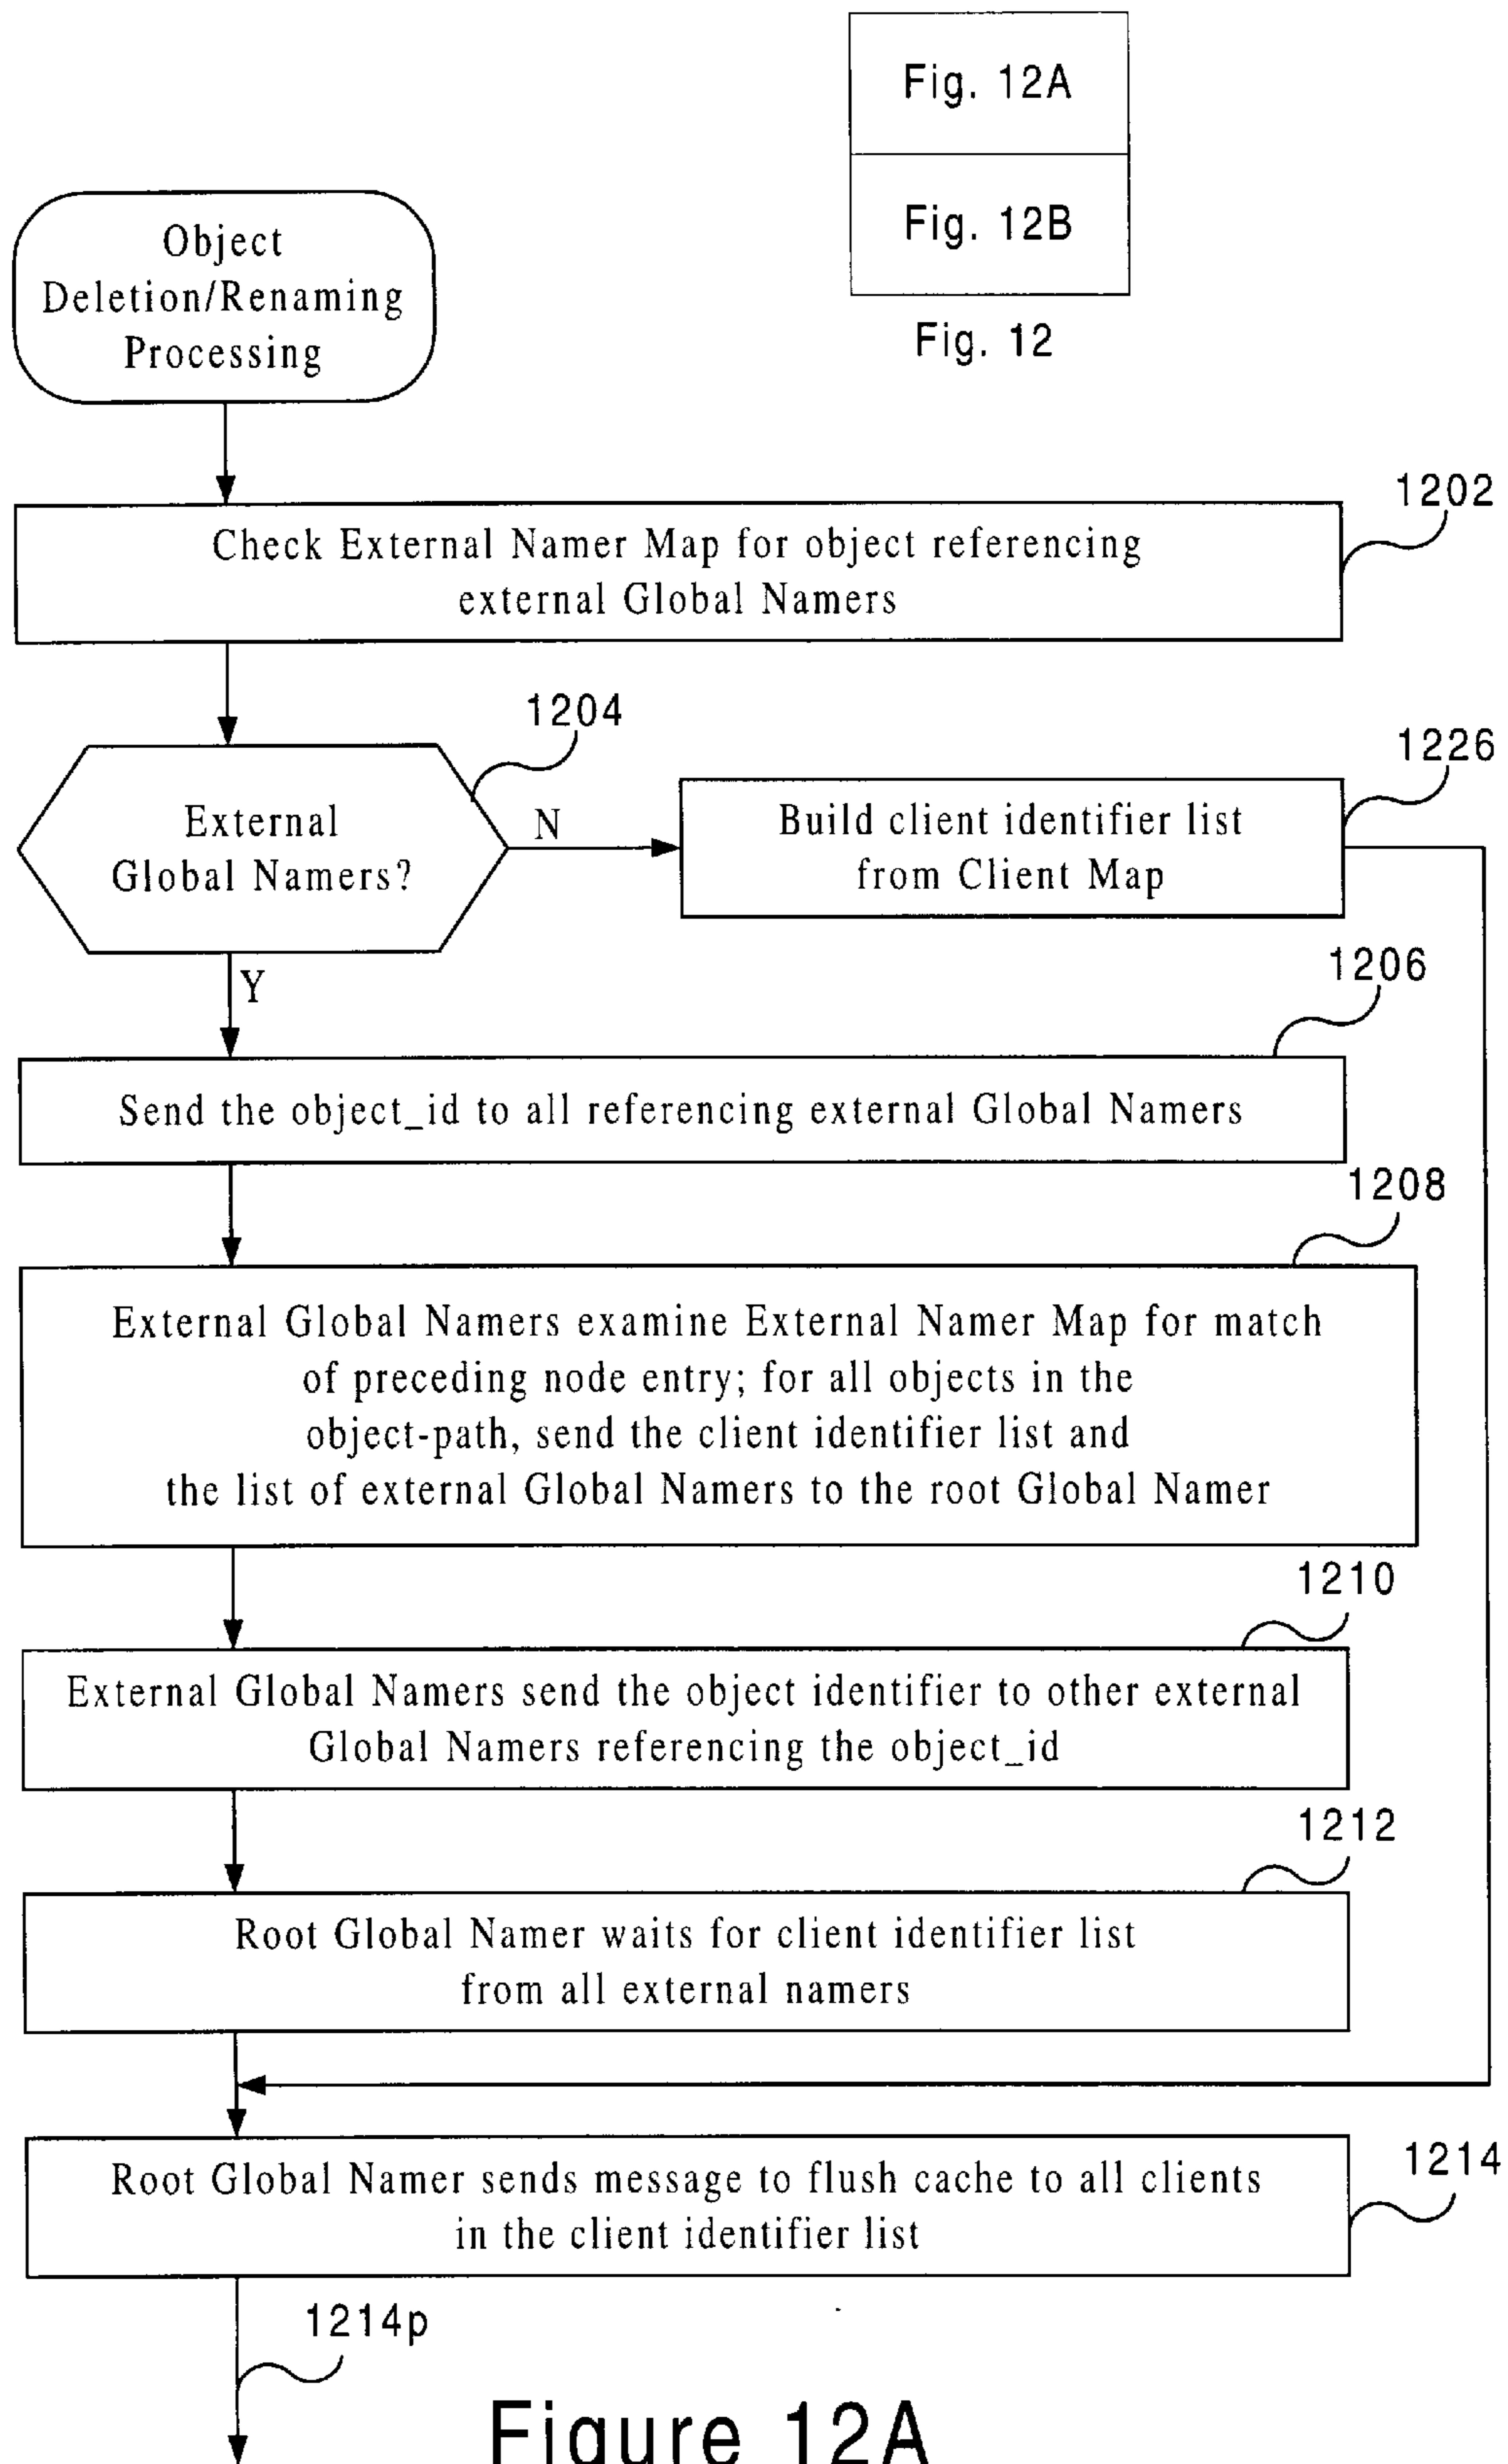 Fig. 12A
Fig. 12B
Fig. 12
Object
Deletion/Renaming
Processing
1202
Check External Namer Map for object referencing
external Global Namers
1204
External
Global Namers?
N
1226
Build client identifier list
from Client Map
Y
1206
Send the object_id to all referencing external Global Namers
1208
External Global Namers examine External Namer Map for match
of preceding node entry; for all objects in the
object-path, send the client identifier list and
the list of external Global Namers to the root Global Namer
1210
External Global Namers send the object identifier to other external
Global Namers referencing the object_id
1212
Root Global Namer waits for client identifier list
from all external namers
1214
Root Global Namer sends message to flush cache to all clients
in the client identifier list
1214p
Figure 12A